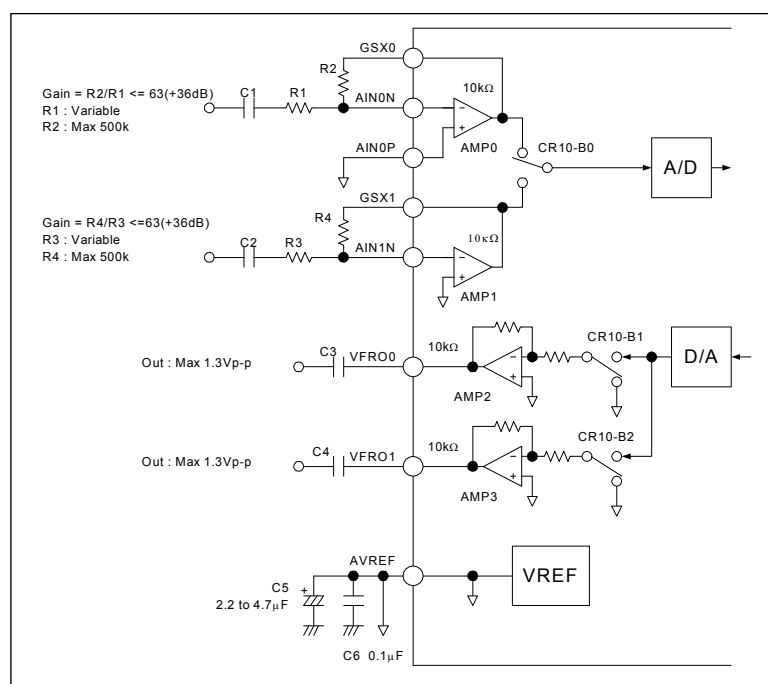 GSX0
R2
10kΩ
Gain = R2/R1 <= 63(+36dB)
R1 : Variable
R2 : Max 500k
C1
R1
AIN0N
AMP0
CR10-B0
A/D
AIN0P
GSX1
R4
Gain = R4/R3 <=63(+36dB)
R3 : Variable
R4 : Max 500k
C2
R3
AIN1N
10κΩ
AMP1
CR10-B1
D/A
Out : Max 1.3Vp-p
C3
VFRO0
10kΩ
AMP2
CR10-B2
Out : Max 1.3Vp-p
C4
VFRO1
10kΩ
AMP3
AVREF
VREF
C5
+
2.2 to 4.7μF
C6 0.1μF